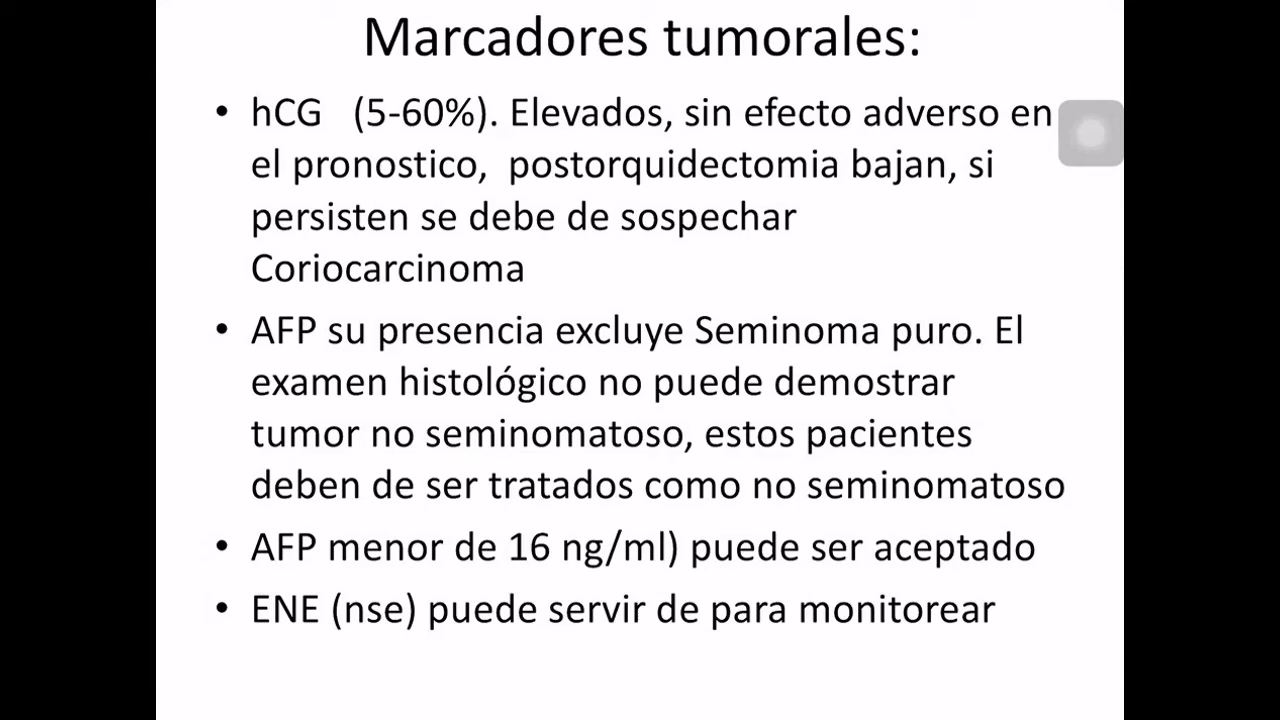 Marcadores tumorales:
• hCG (5-60%). Elevados, sin efecto adverso en
el pronostico, postorquidectomia bajan, si
persisten se debe de sospechar
Coriocarcinoma
• AFP su presencia excluye Seminoma puro. El
examen histológico no puede demostrar
tumor no seminomatoso, estos pacientes
deben de ser tratados como no seminomatoso
• AFP menor de 16 ng/ml) puede ser aceptado
• ENE (nse) puede servir de para monitorear